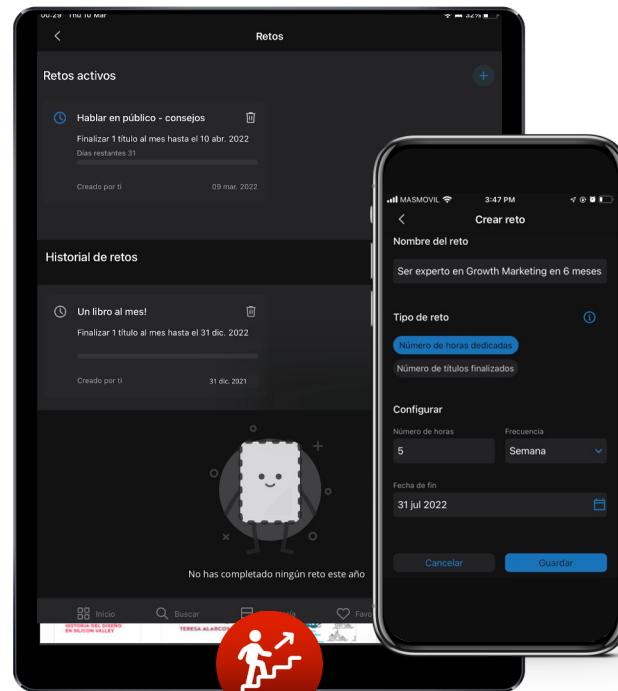 00:29 Thu 10 Mar
32%
Retos
Retos activos
Hablar en público - consejos
Finalizar 1 título al mes hasta el 10 abr. 2022
Días restantes 31
Creado por ti
09 mar. 2022
Historial de retos
Un libro al mes!
Finalizar 1 título al mes hasta el 31 dic. 2022
Creado por ti
31 dic. 2021
No has completado ningún reto este año
Inicio
Buscar
Favo
HISTORIA DEL DISEÑO
EN SILICON VALLEY
TERESA ALARCOS
MASMOVIL
3:47 PM
Crear reto
Nombre del reto
Ser experto en Growth Marketing en 6 meses
Tipo de reto
Número de horas dedicadas
Número de títulos finalizados
Configurar
Número de horas
Frecuencia
5
Semana
Fecha de fin
31 jul 2022
Cancelar
Guardar